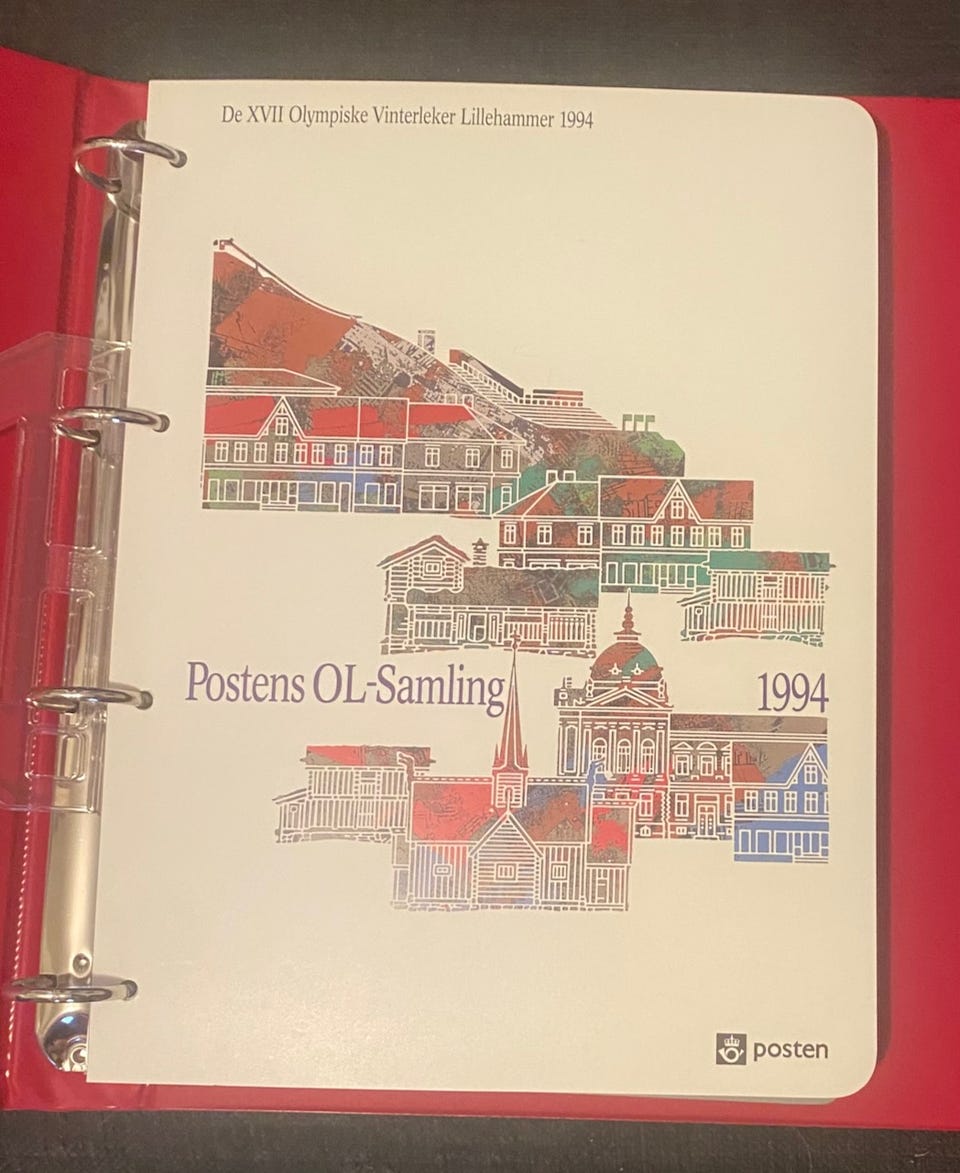 De XVII Olympiske Vinterleker Lillehammer 1994
Postens OL-Samling 1994
posten